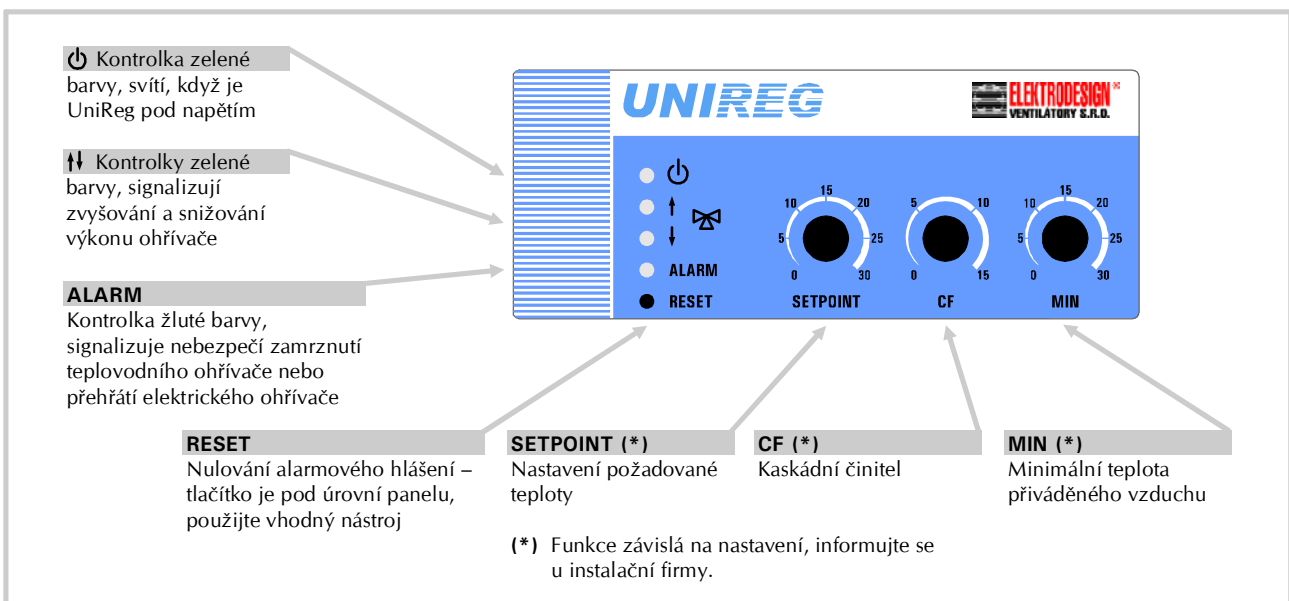 ⏻ Kontrolka zelené
barvy, svítí, když je
UniReg pod napětím
Kontrolky zelené
barvy, signalizují
zvyšování a snižování
výkonu ohřívače
ALARM
Kontrolka žluté barvy,
signalizuje nebezpečí zamrznutí
teplovodního ohřívače nebo
přehřátí elektrického ohřívače
UNIREG
ELEKTRODESIGN®
VENTILÁTORY S.R.O.
ALARM
RESET
0 5 10 15 20 25 30
SETPOINT
0 5 10 15
CF
0 5 10 15 20 25 30
MIN
RESET
Nulování alarmového hlášení –
tlačítko je pod úrovní panelu,
použijte vhodný nástroj
SETPOINT (*)
Nastavení požadované
teploty
CF (*)
Kaskádní činitel
MIN (*)
Minimální teplota
přiváděného vzduchu
(*) Funkce závislá na nastavení, informujte se
u instalační firmy.